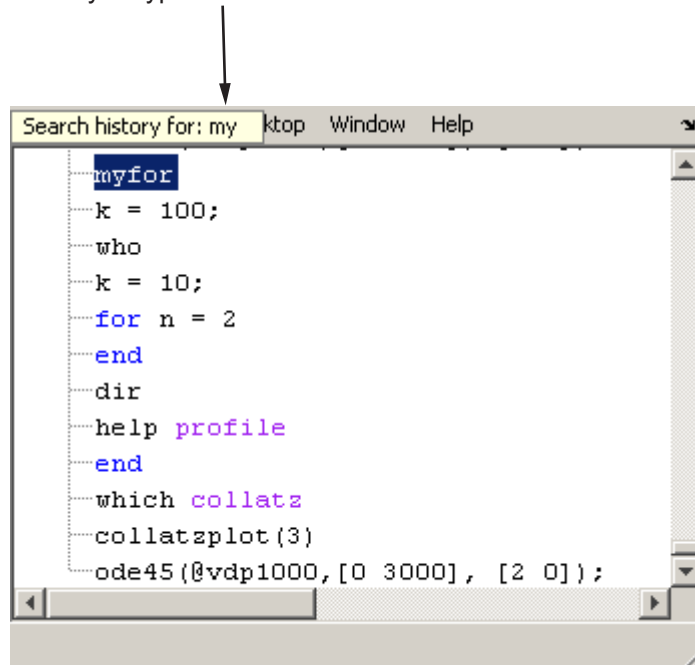 Search history for: my ktop Window Help
myfor
k = 100;
who
k = 10;
for n = 2
end
dir
help profile
end
which collatz
collatzplot(3)
ode45(@vdp1000,[0 3000], [2 0]);